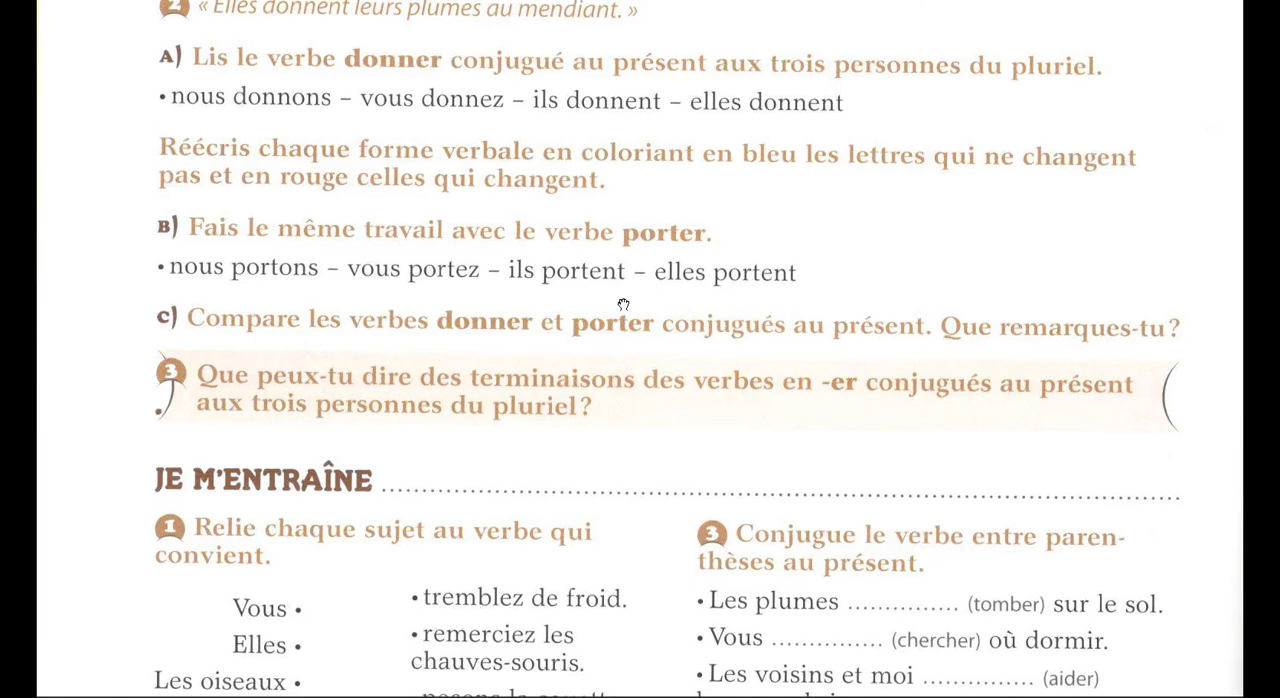 2 « Elles donnent leurs plumes au mendiant. »
A) Lis le verbe donner conjugué au présent aux trois personnes du pluriel.
• nous donnons – vous donnez – ils donnent – elles donnent
Réécris chaque forme verbale en coloriant en bleu les lettres qui ne changent
pas et en rouge celles qui changent.
B) Fais le même travail avec le verbe porter.
• nous portons – vous portez – ils portent – elles portent
C) Compare les verbes donner et porter conjugués au présent. Que remarques-tu ?
3 Que peux-tu dire des terminaisons des verbes en -er conjugués au présent
aux trois personnes du pluriel ?
JE M'ENTRAÎNE
1 Relie chaque sujet au verbe qui
convient.
Vous •
Elles •
Les oiseaux •
• tremblez de froid.
• remerciez les
chauves-souris.
3 Conjugue le verbe entre paren-
thèses au présent.
• Les plumes ............... (tomber) sur le sol.
• Vous ............... (chercher) où dormir.
• Les voisins et moi ............... (aider)